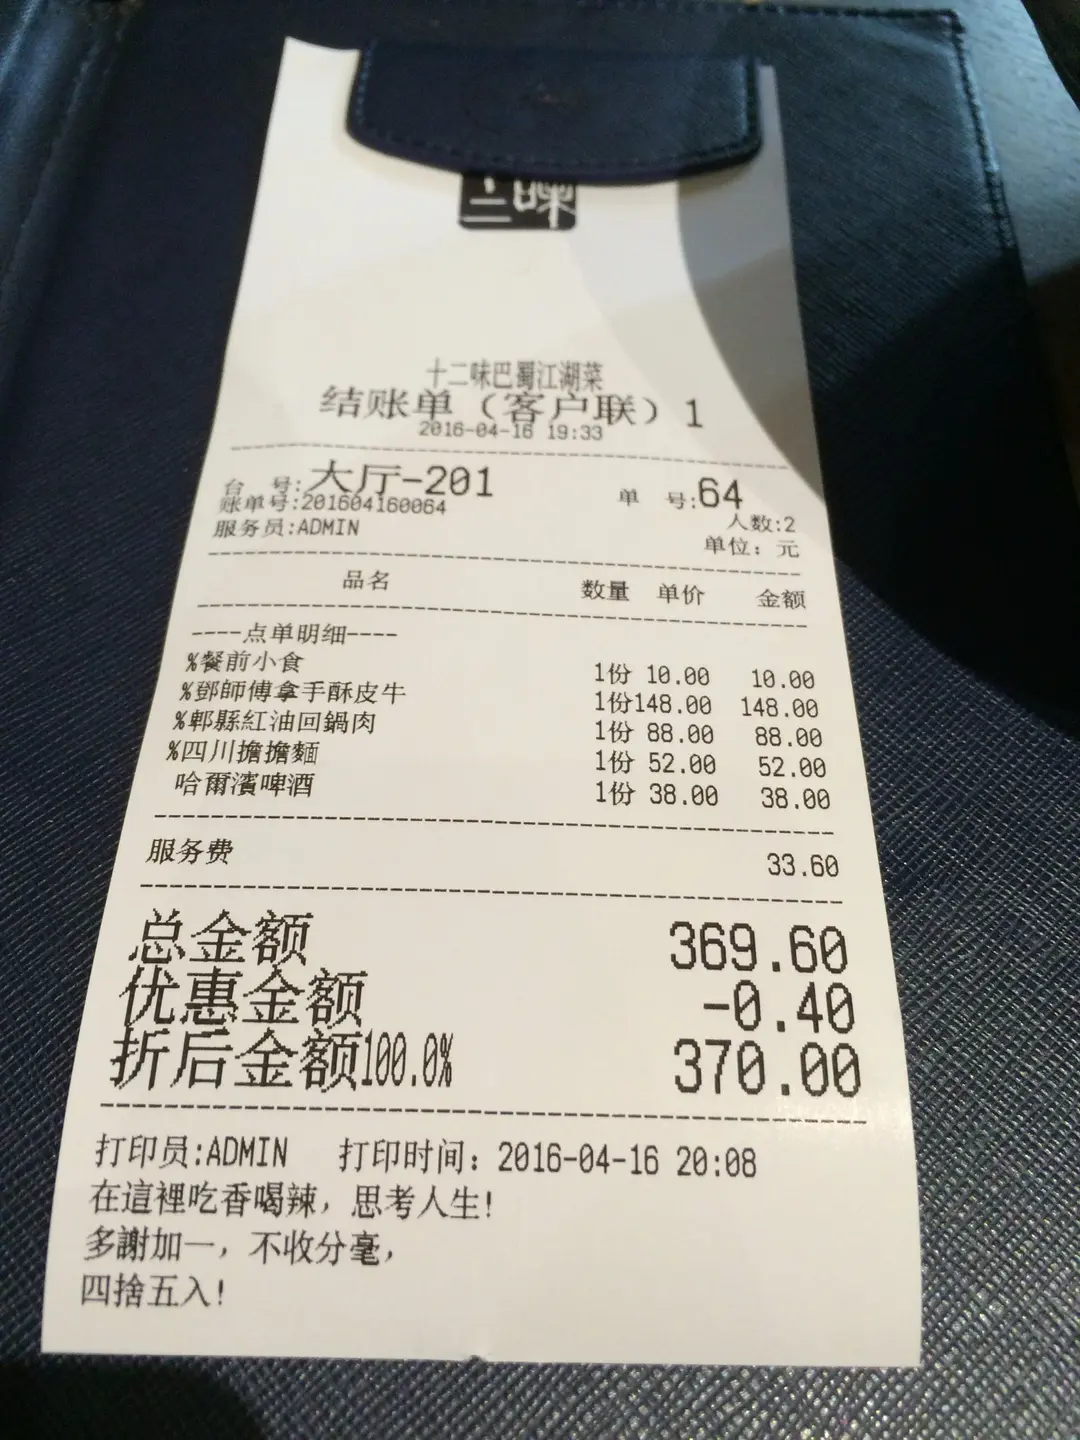 二味
十二味巴蜀江湖菜
结账单（客户联）1
2016-04-16 19:33
台 号:大厅-201 单 号:64
账单号:201604160064 人数:2
服务员:ADMIN 单位：元
品名 数量 单价 金额
----点单明细----
%餐前小食 1份 10.00 10.00
%鄧師傅拿手酥皮牛 1份148.00 148.00
%郫縣紅油回鍋肉 1份 88.00 88.00
%四川擔擔麵 1份 52.00 52.00
哈爾濱啤酒 1份 38.00 38.00
服务费 33.60
总金额 369.60
优惠金额 -0.40
折后金额100.0% 370.00
打印员:ADMIN 打印时间：2016-04-16 20:08
在這裡吃香喝辣，思考人生!
多謝加一，不收分毫，
四捨五入!